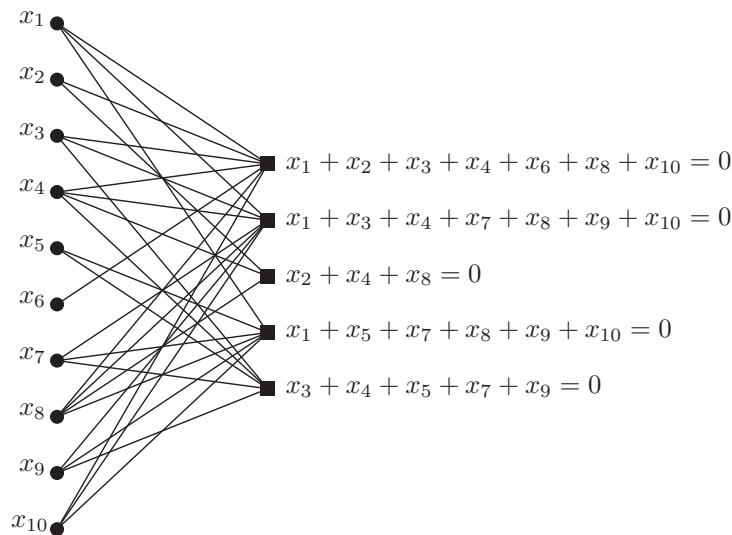 x₁
x₂
x₃
x₄
x₅
x₆
x₇
x₈
x₉
x₁₀
x₁ + x₂ + x₃ + x₄ + x₆ + x₈ + x₁₀ = 0
x₁ + x₃ + x₄ + x₇ + x₈ + x₉ + x₁₀ = 0
x₂ + x₄ + x₈ = 0
x₁ + x₅ + x₇ + x₈ + x₉ + x₁₀ = 0
x₃ + x₄ + x₅ + x₇ + x₉ = 0